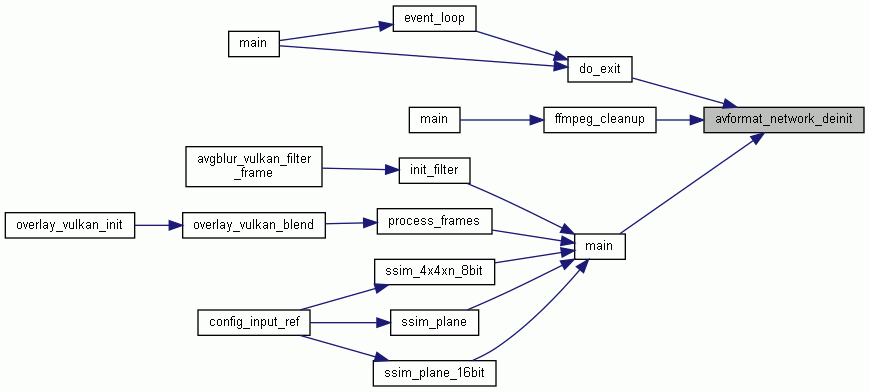 event_loop
main
do_exit
main
ffmpeg_cleanup
avformat_network_deinit
avgblur_vulkan_filter
_frame
init_filter
overlay_vulkan_init
overlay_vulkan_blend
process_frames
main
ssim_4x4xn_8bit
config_input_ref
ssim_plane
ssim_plane_16bit